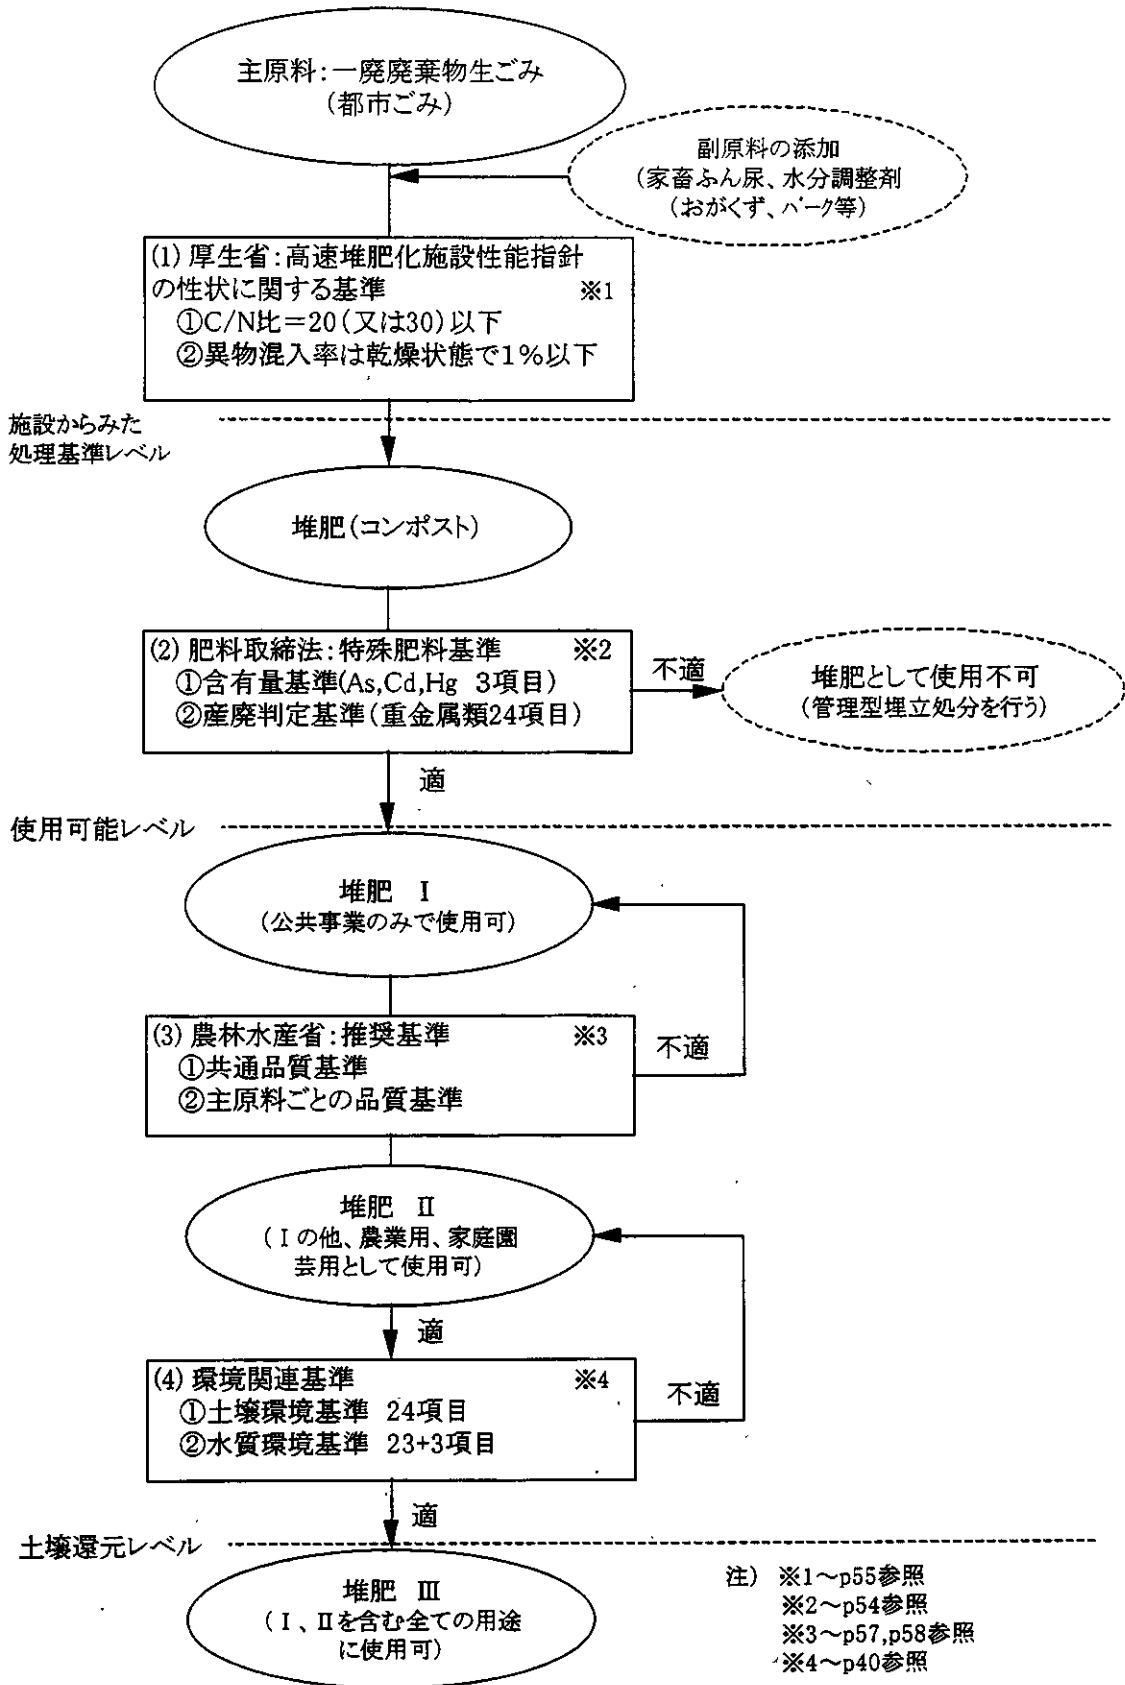 主原料:一廃廃棄物生ごみ
(都市ごみ)
副原料の添加
(家畜ふん尿、水分調整剤
(おがくず、バーク等)
(1) 厚生省:高速堆肥化施設性能指針
の性状に関する基準 ※1
①C/N比=20(又は30)以下
②異物混入率は乾燥状態で1%以下
施設からみた
処理基準レベル
堆肥(コンポスト)
(2) 肥料取締法:特殊肥料基準 ※2
①含有量基準(As,Cd,Hg 3項目)
②産廃判定基準(重金属類24項目)
不適
堆肥として使用不可
(管理型埋立処分を行う)
適
使用可能レベル
堆肥 I
(公共事業のみで使用可)
(3) 農林水産省:推奨基準 ※3
①共通品質基準
②主原料ごとの品質基準
不適
堆肥 II
(Iの他、農業用、家庭園
芸用として使用可)
適
(4) 環境関連基準 ※4
①土壌環境基準 24項目
②水質環境基準 23+3項目
不適
適
土壌還元レベル
堆肥 III
(I、IIを含む全ての用途
に使用可)
注) ※1~p55参照
※2~p54参照
※3~p57,p58参照
※4~p40参照